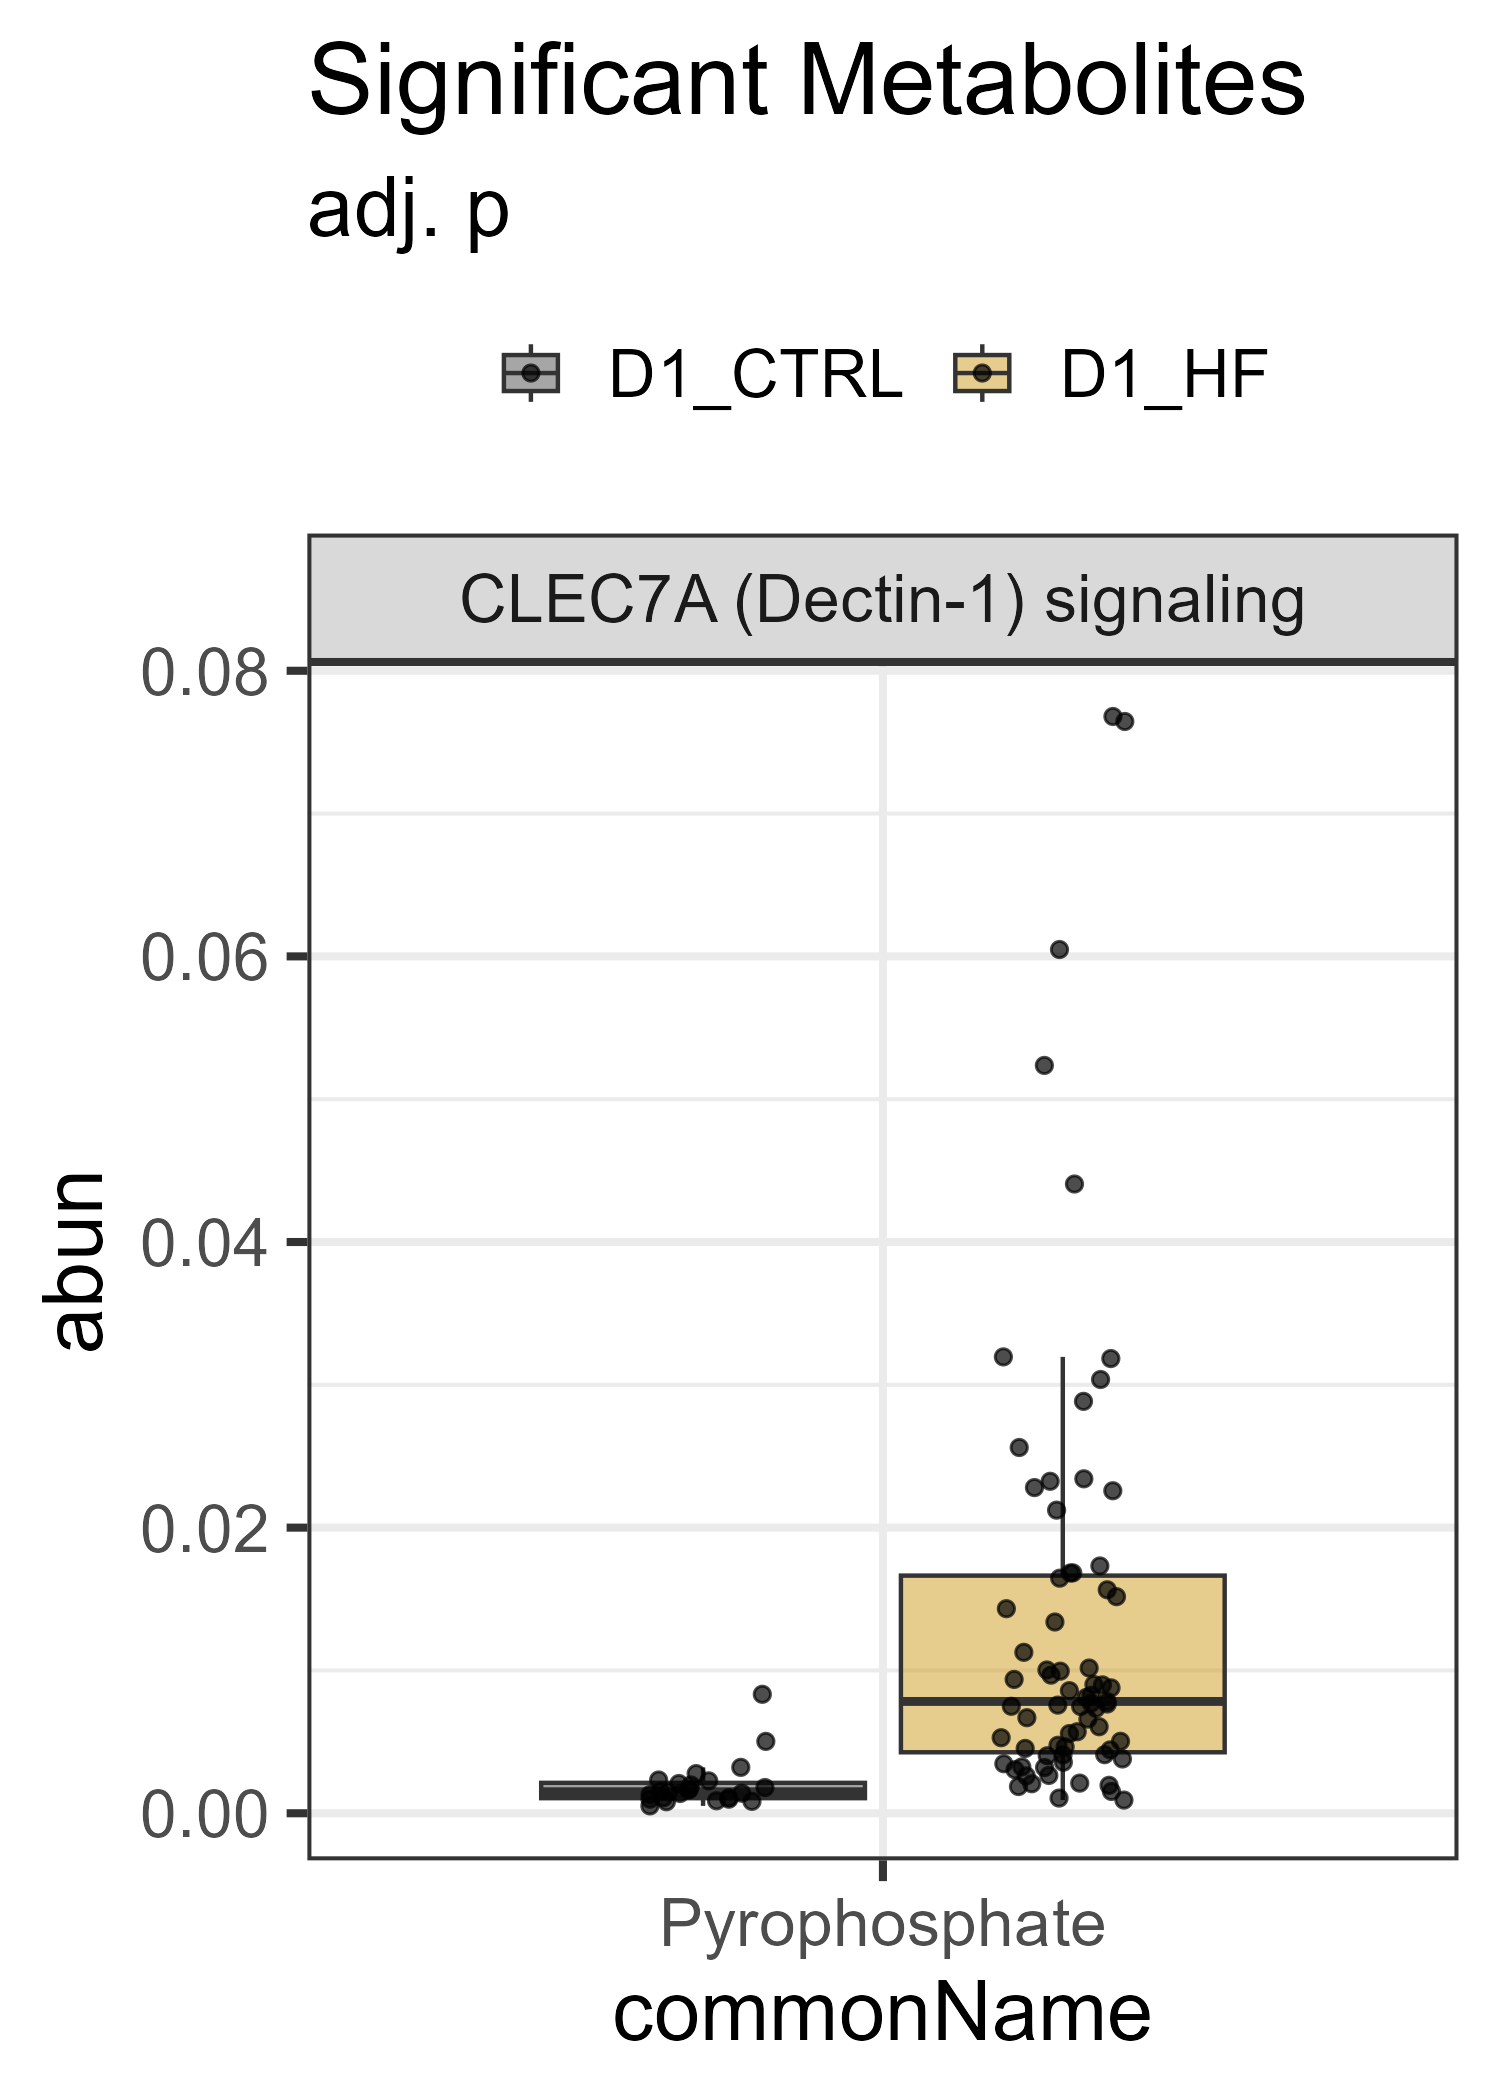 Significant Metabolites
adj. p
D1_CTRL D1_HF
CLEC7A (Dectin-1) signaling
0.08
0.06
0.04
0.02
0.00
abun
Pyrophosphate
commonName